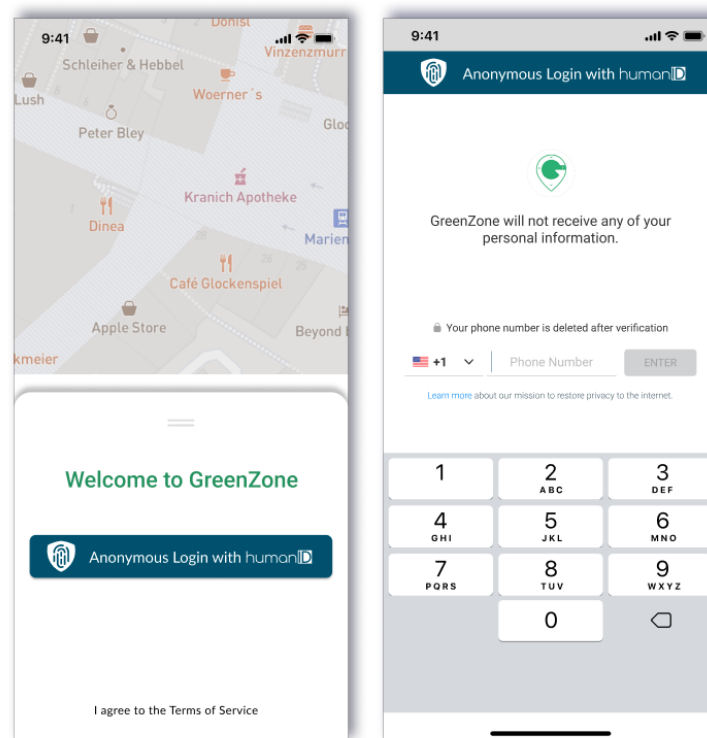 9:41
Donisl
Vinzenzmurr
Schleiher & Hebbel
Lush
Woerner´s
Peter Bley
Kranich Apotheke
Dinea
Marien
Café Glockenspiel
Apple Store
Beyond
kmeier
Welcome to GreenZone
Anonymous Login with humanID
I agree to the Terms of Service
9:41
Anonymous Login with humanID
GreenZone will not receive any of your
personal information.
Your phone number is deleted after verification
+1
Phone Number
ENTER
Learn more about our mission to restore privacy to the internet.
1
2
ABC
3
DEF
4
GHI
5
JKL
6
MNO
7
PQRS
8
TUV
9
WXYZ
0